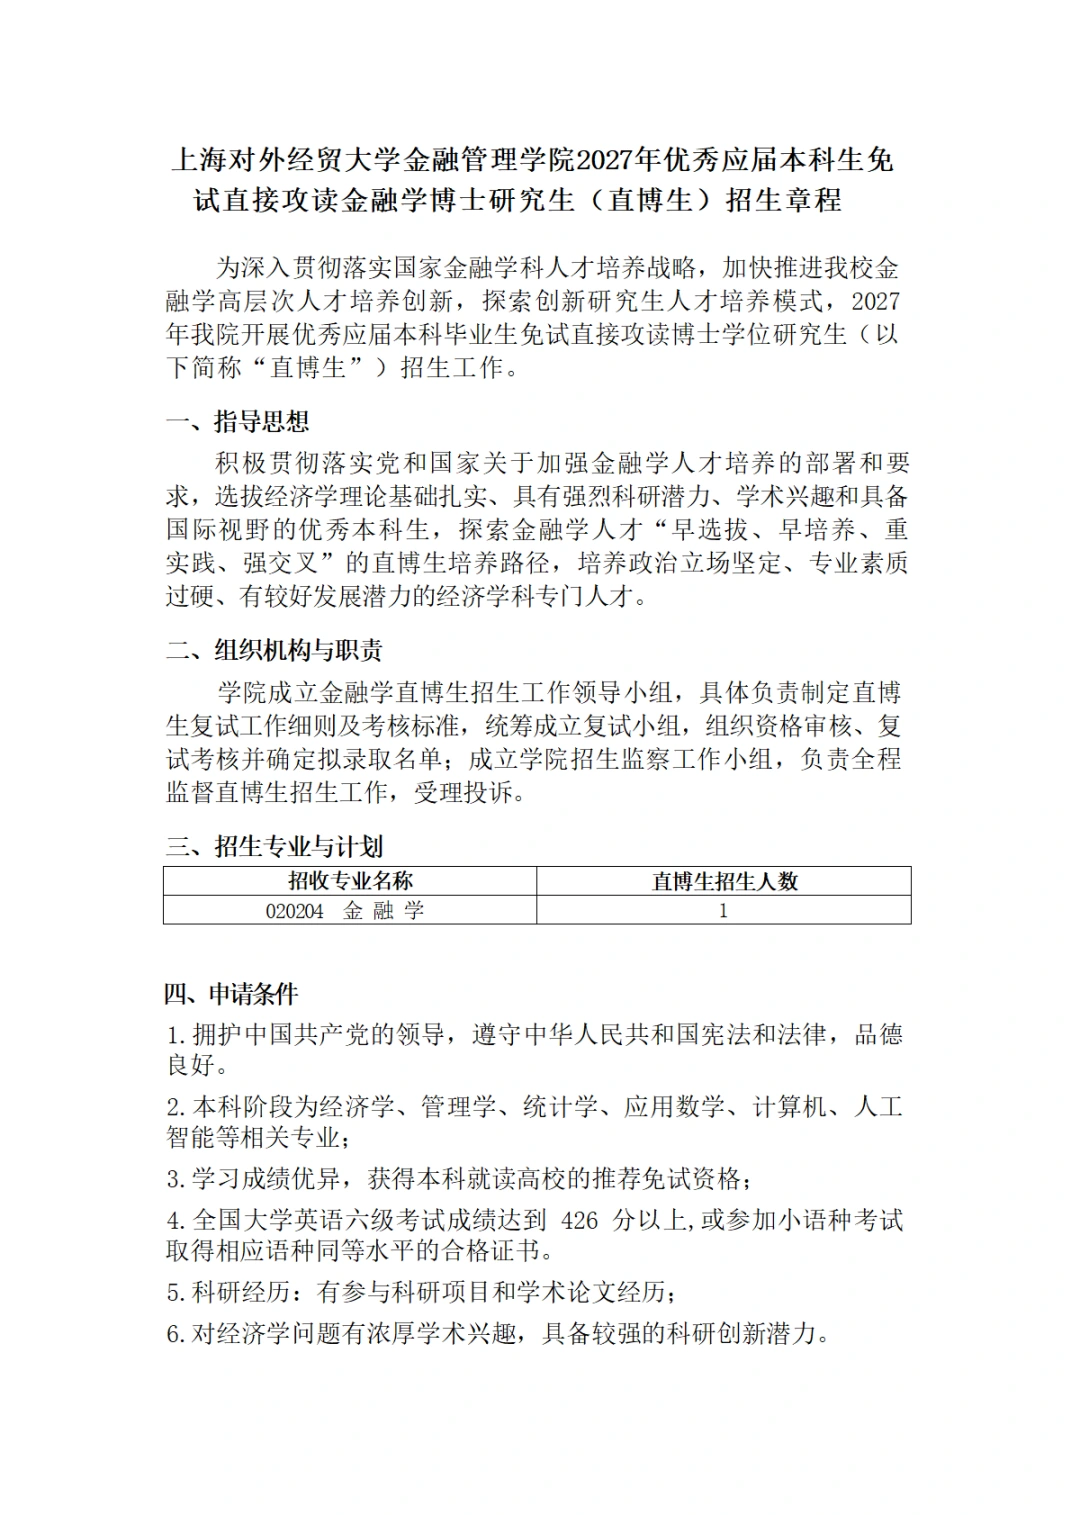 上海对外经贸大学金融管理学院2027年优秀应届本科生免
试直接攻读金融学博士研究生（直博生）招生章程
为深入贯彻落实国家金融学科人才培养战略，加快推进我校金
融学高层次人才培养创新，探索创新研究生人才培养模式，2027
年我院开展优秀应届本科毕业生免试直接攻读博士学位研究生（以
下简称“直博生”）招生工作。
一、指导思想
积极贯彻落实党和国家关于加强金融学人才培养的部署和要
求，选拔经济学理论基础扎实、具有强烈科研潜力、学术兴趣和具备
国际视野的优秀本科生，探索金融学人才“早选拔、早培养、重
实践、强交叉”的直博生培养路径，培养政治立场坚定、专业素质
过硬、有较好发展潜力的经济学科专门人才。
二、组织机构与职责
学院成立金融学直博生招生工作领导小组，具体负责制定直博
生复试工作细则及考核标准，统筹成立复试小组，组织资格审核、复
试考核并确定拟录取名单；成立学院招生监察工作小组，负责全程
监督直博生招生工作，受理投诉。
三、招生专业与计划
招收专业名称 直博生招生人数
020204 金 融 学 1
四、申请条件
1.拥护中国共产党的领导，遵守中华人民共和国宪法和法律，品德
良好。
2.本科阶段为经济学、管理学、统计学、应用数学、计算机、人工
智能等相关专业；
3.学习成绩优异，获得本科就读高校的推荐免试资格；
4.全国大学英语六级考试成绩达到 426 分以上,或参加小语种考试
取得相应语种同等水平的合格证书。
5.科研经历：有参与科研项目和学术论文经历；
6.对经济学问题有浓厚学术兴趣，具备较强的科研创新潜力。